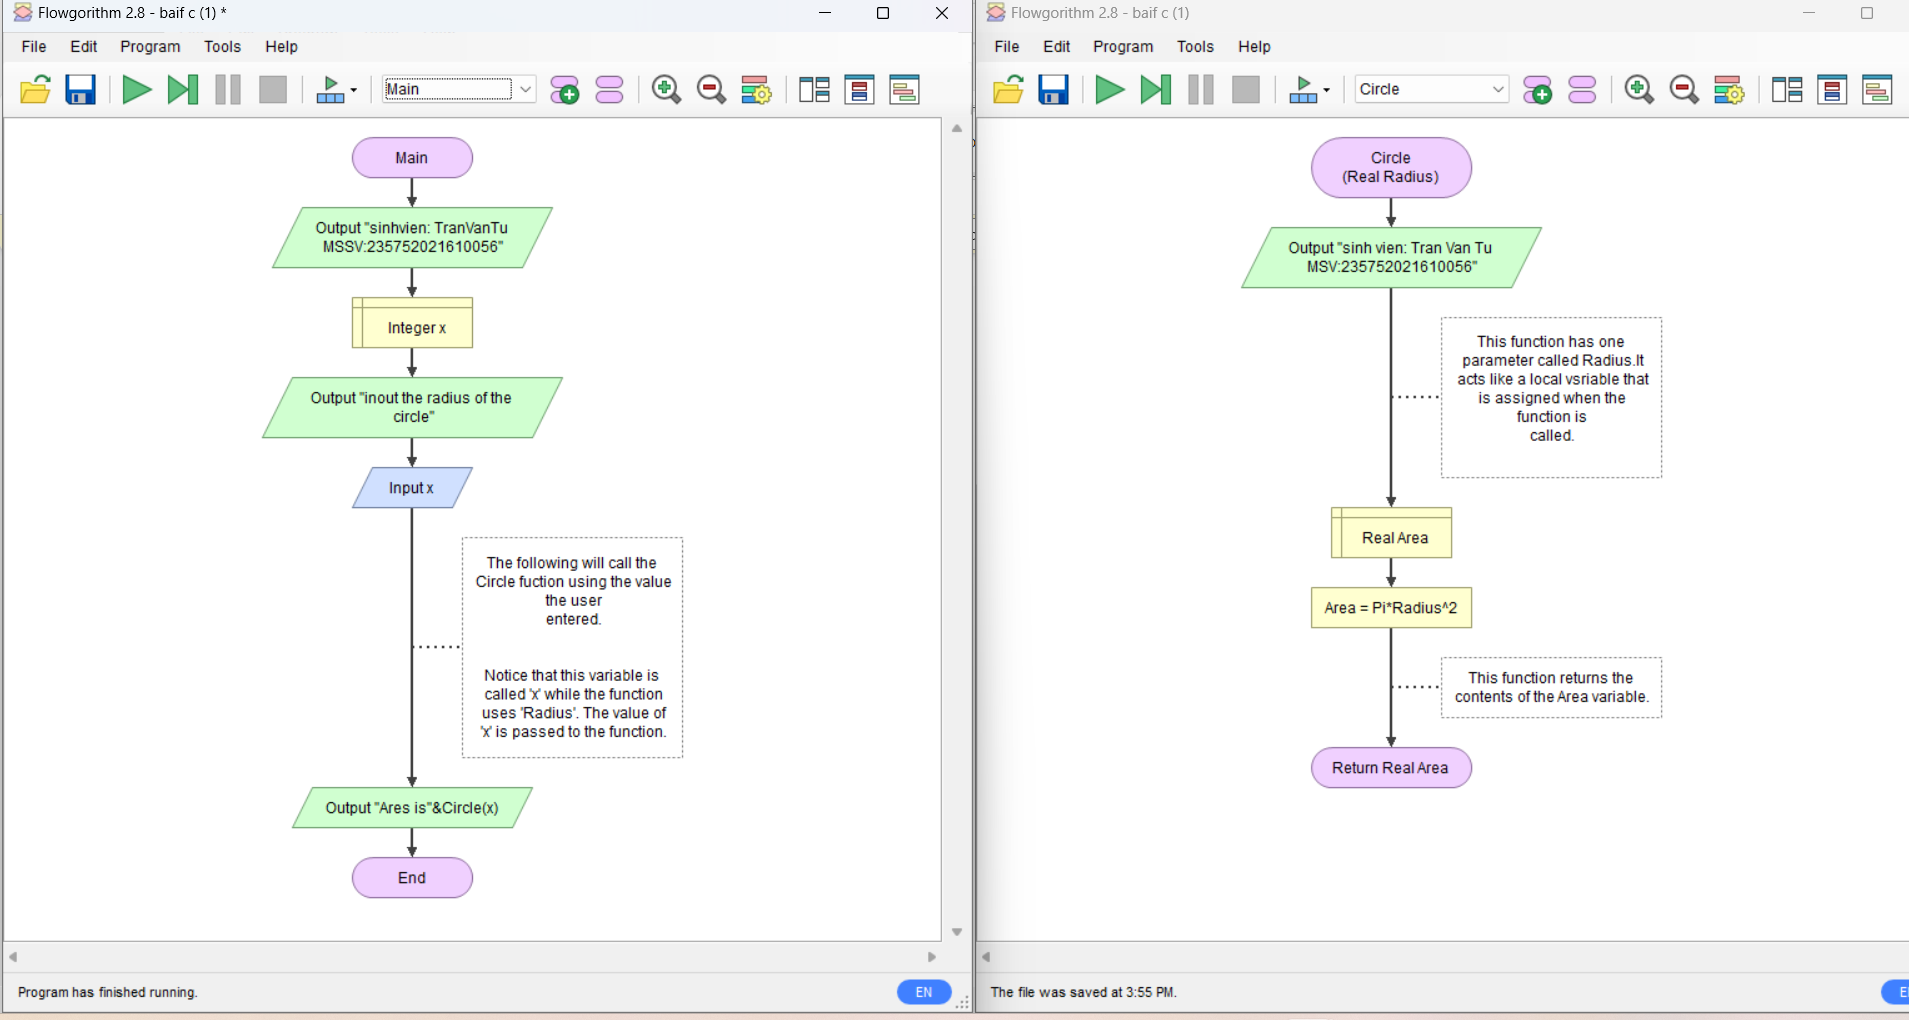 Flowgorithm 2.8 - baif c (1) *
File Edit Program Tools Help
Main
Main
Output "sinhvien: TranVanTu
MSSV:235752021610056"
Integer x
Output "inout the radius of the
circle"
Input x
The following will call the
Circle fuction using the value
the user
entered.
Notice that this variable is
called 'x' while the function
uses 'Radius'. The value of
'x' is passed to the function.
Output "Ares is"&Circle(x)
End
Program has finished running.
EN
Flowgorithm 2.8 - baif c (1)
File Edit Program Tools Help
Circle
Circle
(Real Radius)
Output "sinh vien: Tran Van Tu
MSV:235752021610056"
This function has one
parameter called Radius.It
acts like a local vsriable that
is assigned when the
function is
called.
Real Area
Area = Pi*Radius^2
This function returns the
contents of the Area variable.
Return Real Area
The file was saved at 3:55 PM.